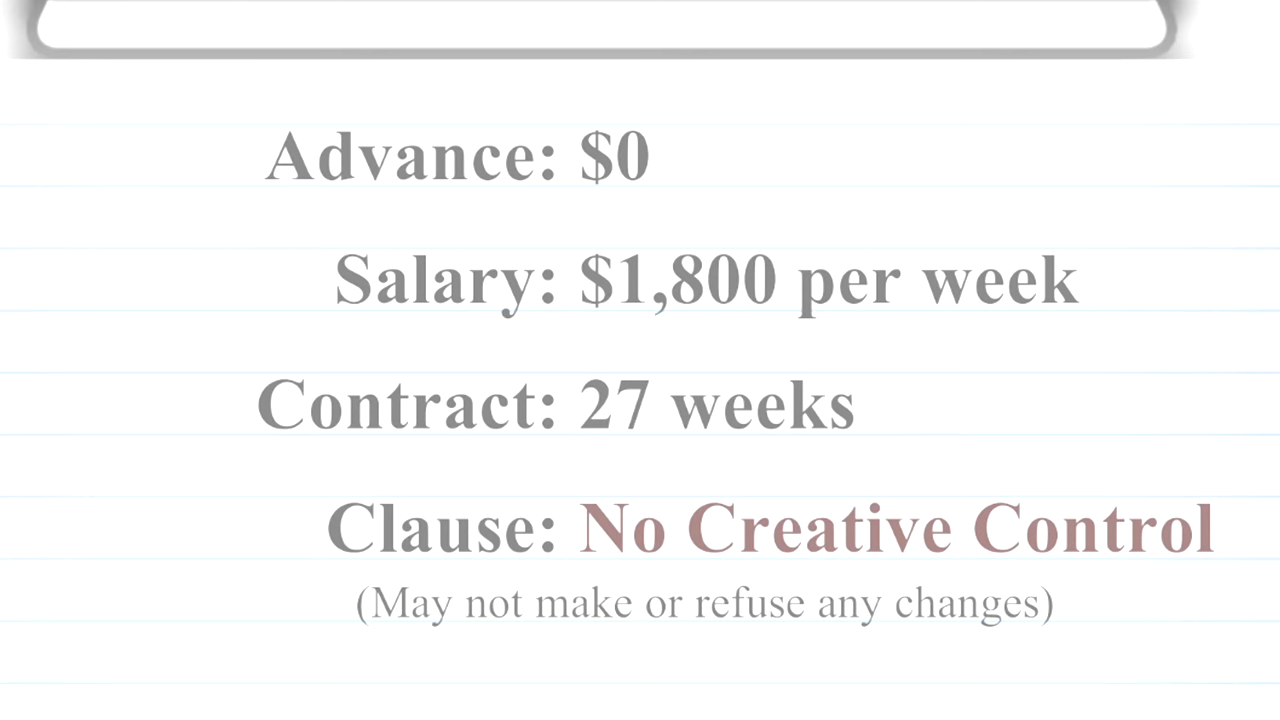 Advance: $0
Salary: $1,800 per week
Contract: 27 weeks
Clause: No Creative Control
(May not make or refuse any changes)